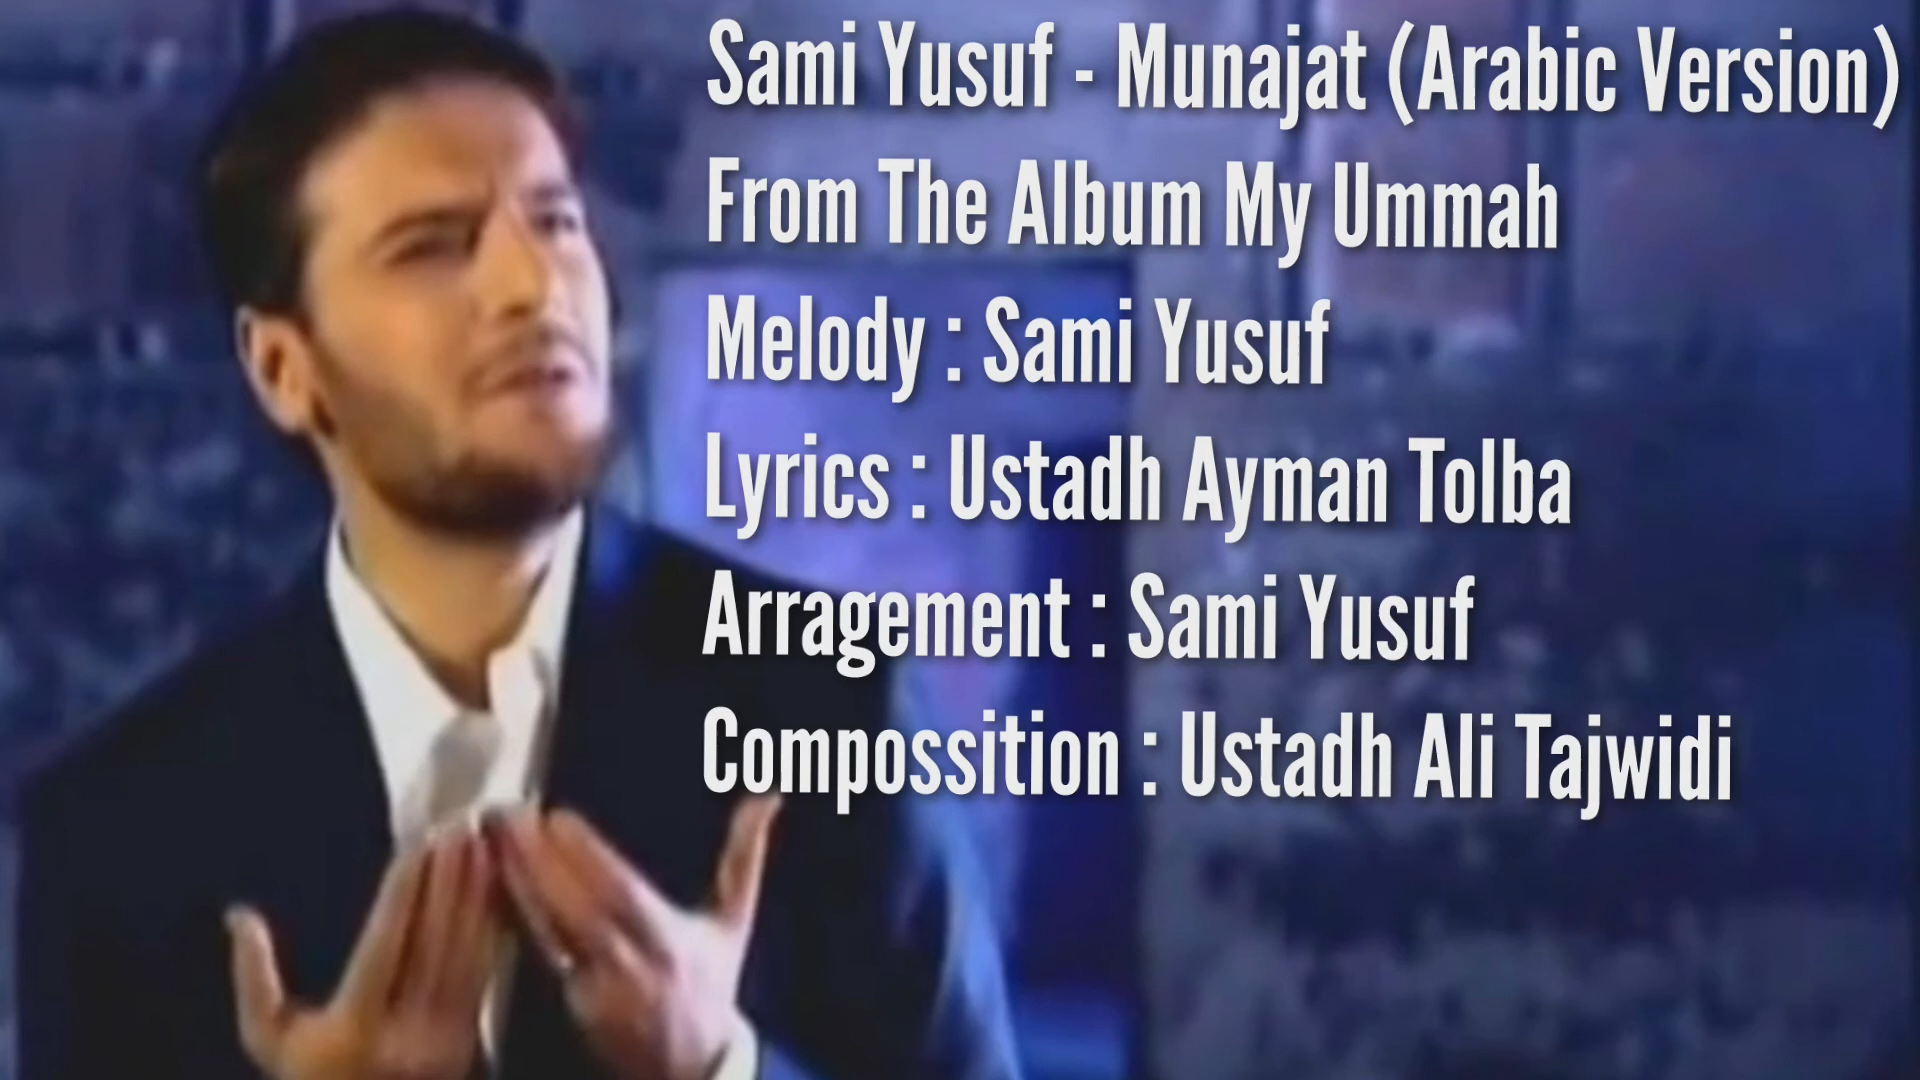 Sami Yusuf - Munajat (Arabic Version)
From The Album My Ummah
Melody : Sami Yusuf
Lyrics : Ustadh Ayman Tolba
Arragement : Sami Yusuf
Compossition : Ustadh Ali Tajwidi